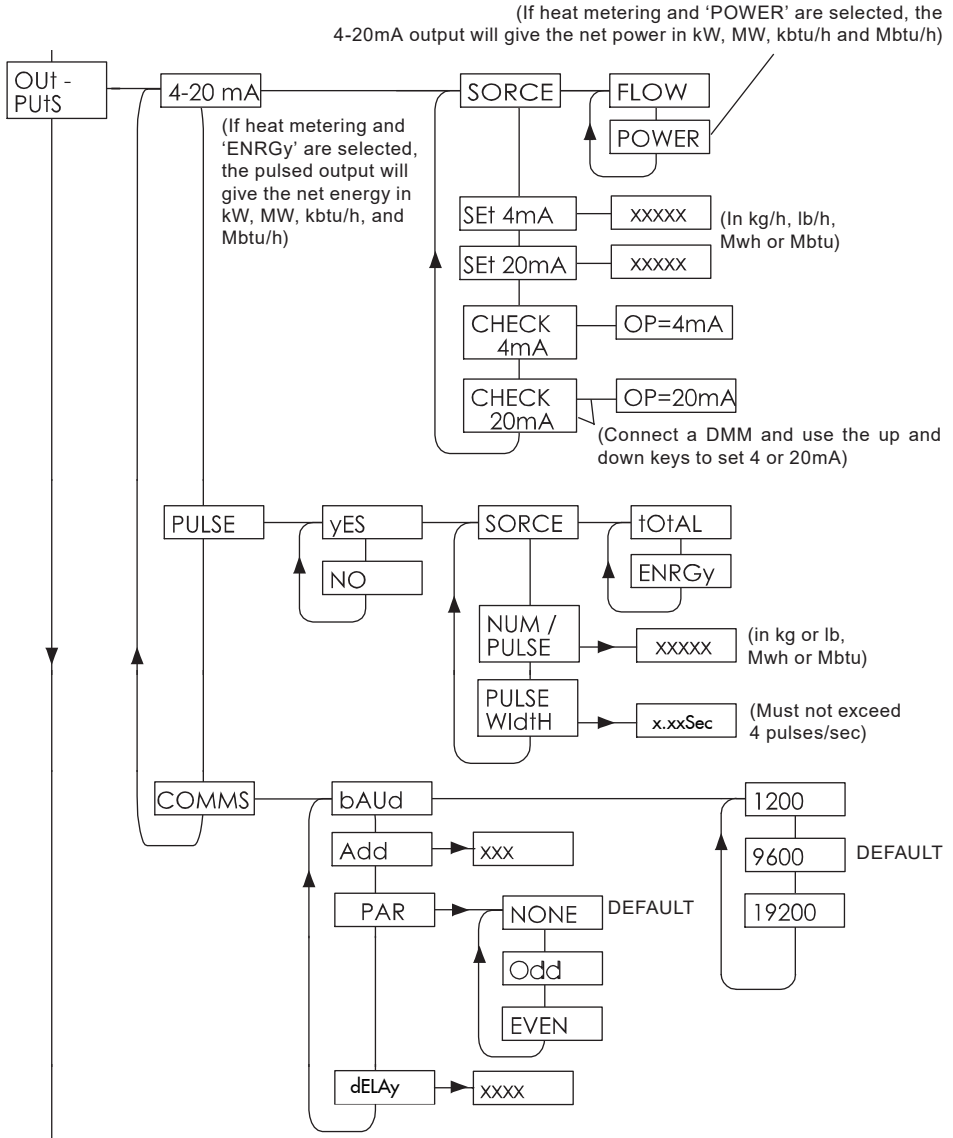 (If heat metering and ‘POWER’ are selected, the
4-20mA output will give the net power in kW, MW, kbtu/h and Mbtu/h)
OUt -
PUtS
4-20 mA
SORCE
FLOW
POWER
(If heat metering and
‘ENRGy’ are selected,
the pulsed output will
give the net energy in
kW, MW, kbtu/h, and
Mbtu/h)
SEt 4mA
xxxxx
(In kg/h, lb/h,
Mwh or Mbtu)
SEt 20mA
xxxxx
CHECK
4mA
OP=4mA
CHECK
20mA
OP=20mA
(Connect a DMM and use the up and
down keys to set 4 or 20mA)
PULSE
yES
NO
SORCE
tOtAL
ENRGy
NUM /
PULSE
xxxxx
(in kg or lb,
Mwh or Mbtu)
PULSE
WIdtH
x.xxSec
(Must not exceed
4 pulses/sec)
COMMS
bAUd
1200
9600
DEFAULT
19200
Add
xxx
PAR
NONE
DEFAULT
Odd
EVEN
dELAy
xxxx